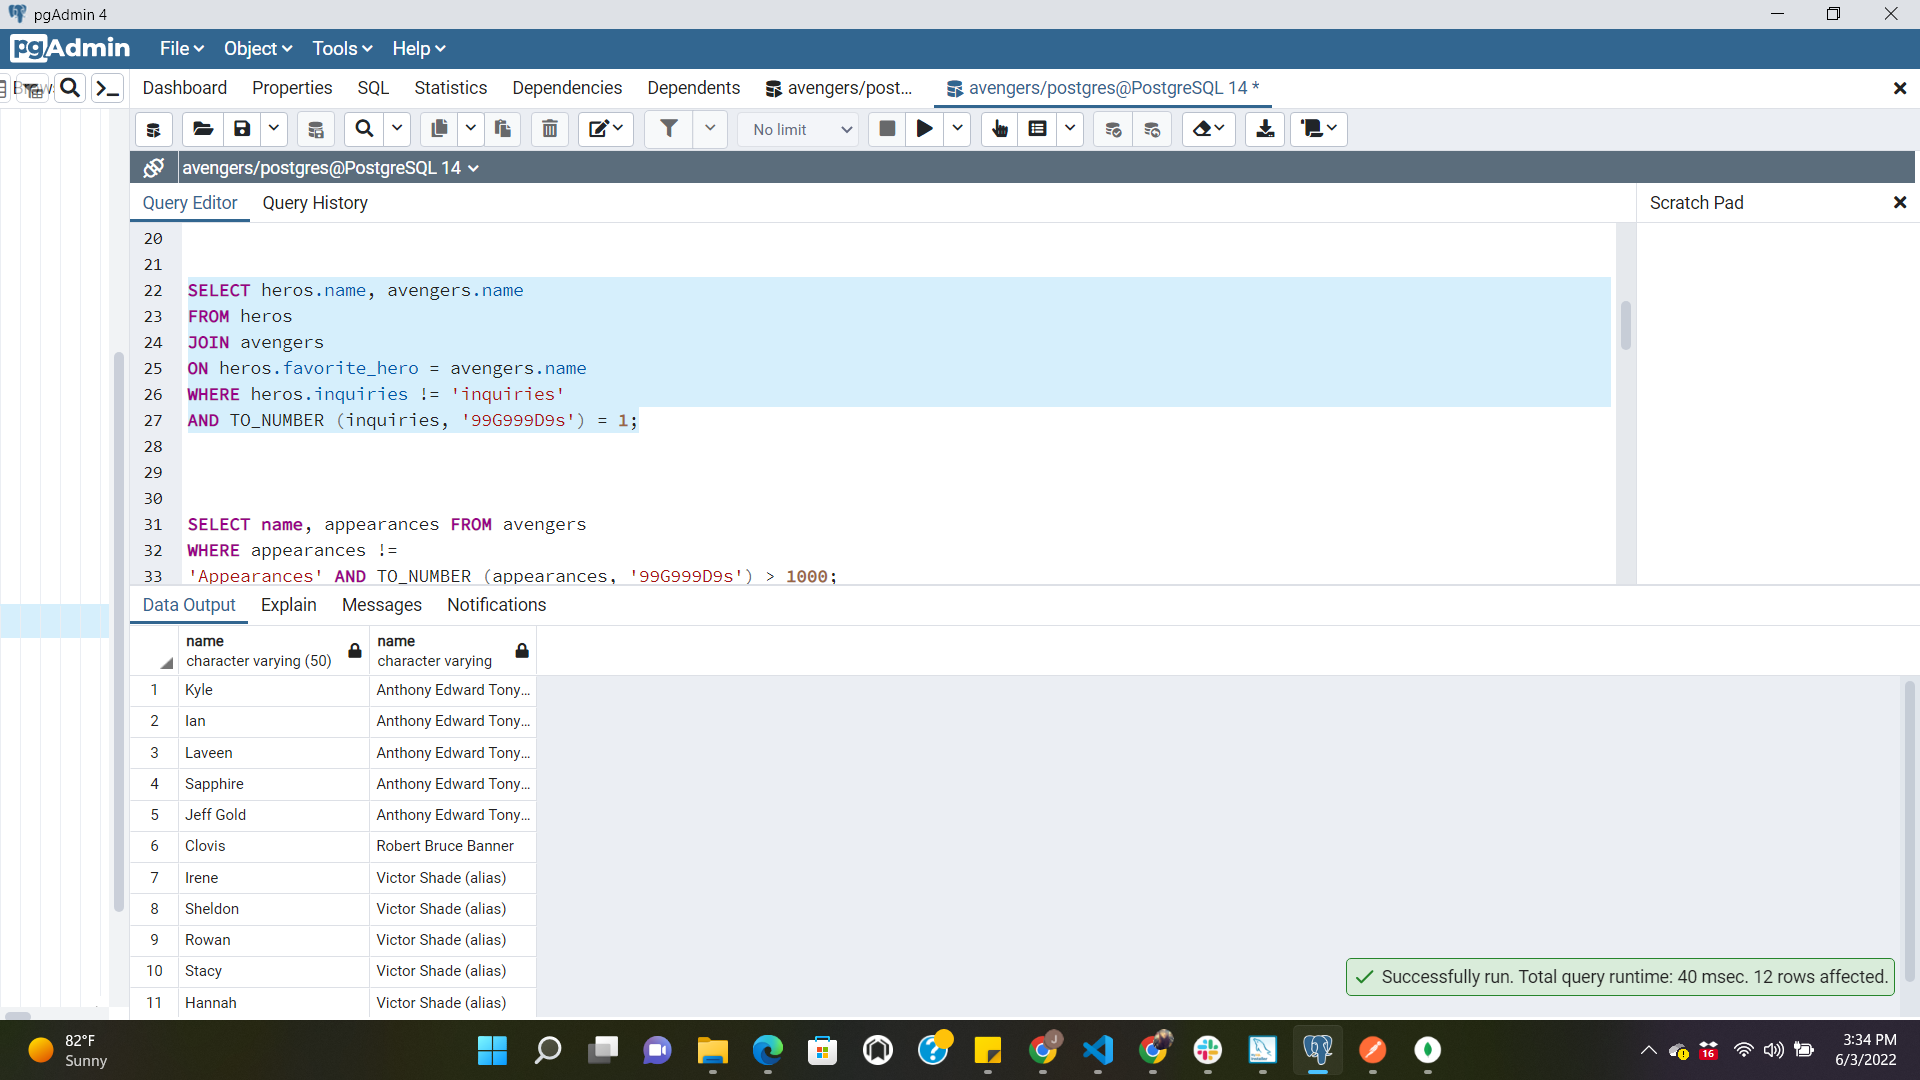 pgAdmin 4
pgAdmin File Object Tools Help
Dashboard Properties SQL Statistics Dependencies Dependents avengers/post... avengers/postgres@PostgreSQL 14 *
No limit
avengers/postgres@PostgreSQL 14
Query Editor Query History Scratch Pad
20
21
22 SELECT heros.name, avengers.name
23 FROM heros
24 JOIN avengers
25 ON heros.favorite_hero = avengers.name
26 WHERE heros.inquiries != 'inquiries'
27 AND TO_NUMBER (inquiries, '99G999D9s') = 1;
28
29
30
31 SELECT name, appearances FROM avengers
32 WHERE appearances !=
33 'Appearances' AND TO_NUMBER (appearances, '99G999D9s') > 1000;
Data Output Explain Messages Notifications
name name
character varying (50) character varying
1 Kyle Anthony Edward Tony...
2 Ian Anthony Edward Tony...
3 Laveen Anthony Edward Tony...
4 Sapphire Anthony Edward Tony...
5 Jeff Gold Anthony Edward Tony...
6 Clovis Robert Bruce Banner
7 Irene Victor Shade (alias)
8 Sheldon Victor Shade (alias)
9 Rowan Victor Shade (alias)
10 Stacy Victor Shade (alias)
11 Hannah Victor Shade (alias)
Successfully run. Total query runtime: 40 msec. 12 rows affected.
82°F
Sunny
J
16
3:34 PM
6/3/2022